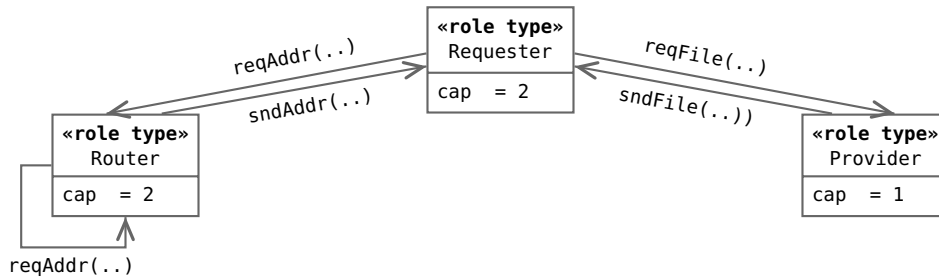 «role type»
Requester
cap = 2
reqAddr(..)
sndAddr(..)
reqFile(..)
sndFile(..))
«role type»
Router
cap = 2
reqAddr(..)
«role type»
Provider
cap = 1